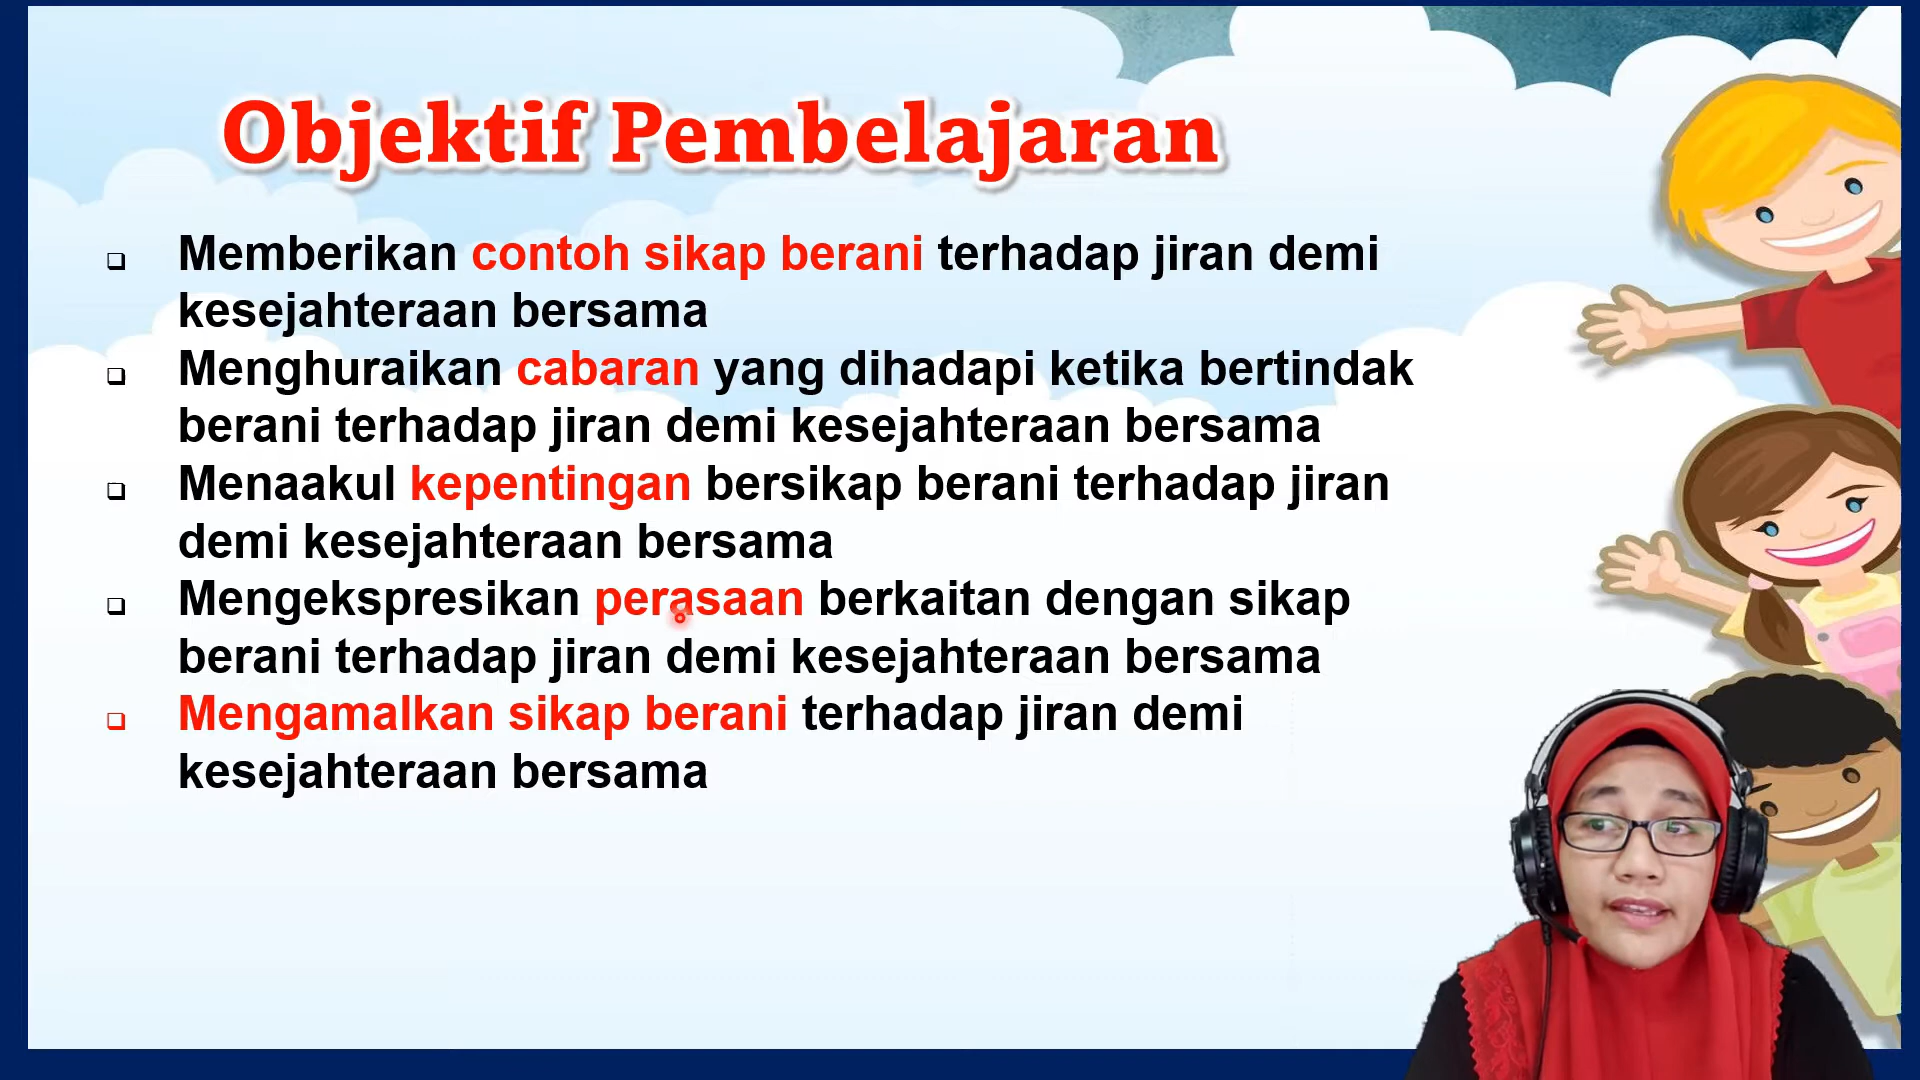 Objektif Pembelajaran
Memberikan contoh sikap berani terhadap jiran demi
kesejahteraan bersama
Menghuraikan cabaran yang dihadapi ketika bertindak
berani terhadap jiran demi kesejahteraan bersama
Menaakul kepentingan bersikap berani terhadap jiran
demi kesejahteraan bersama
Mengekspresikan perasaan berkaitan dengan sikap
berani terhadap jiran demi kesejahteraan bersama
Mengamalkan sikap berani terhadap jiran demi
kesejahteraan bersama